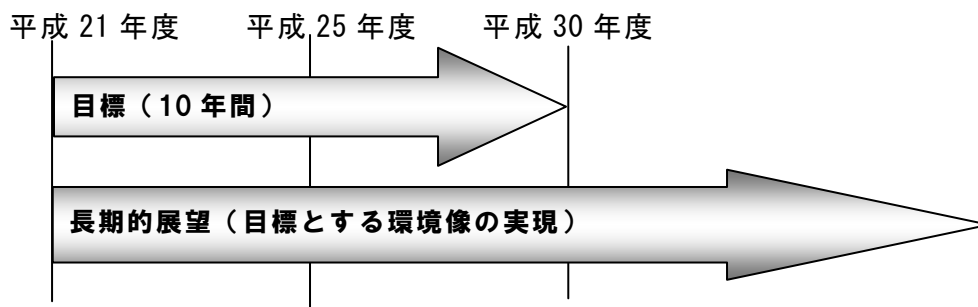 平成 21 年度 平成 25 年度 平成 30 年度
目標（10 年間）
長期的展望（目標とする環境像の実現）